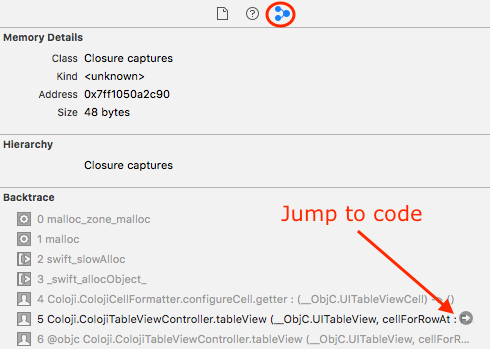 Memory Details
Class Closure captures
Kind <unknown>
Address 0x7ff1050a2c90
Size 48 bytes
Hierarchy
Closure captures
Backtrace
Jump to code
0 malloc_zone_malloc
1 malloc
2 swift_slowAlloc
3 _swift_allocObject_
4 Coloji.ColojiCellFormatter.configureCell.getter : (__ObjC.UITableViewCell) -> ()
5 Coloji.ColojiTableViewController.tableView (__ObjC.UITableView, cellForRowAt :
6 @objc Coloji.ColojiTableViewController.tableView (__ObjC.UITableView, cellForR...